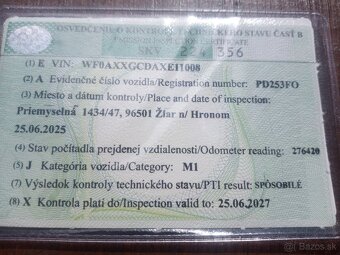 OSVEDČENIE O KONTROLE TECHNICKÉHO STAVU ČASŤ B
INSPECTION CERTIFICATE
SKY 356
(1) E VIN:
(2) A Evidenčné číslo vozidla/Registration number: PD253FO
(3) Miesto a dátum kontroly/Place and date of inspection:
Priemyselná 1434/47, 96501 Žiar n/ Hronom
25.06.2025
(4) Stav počítadla prejdenej vzdialenosti/Odometer reading: 276420
(5) J Kategória vozidla/Category: M1
(7) Výsledok kontroly technického stavu/PTI result: SPÔSOBILÉ
(8) X Kontrola platí do/Inspection valid to: 25.06.2027
bazos.sk